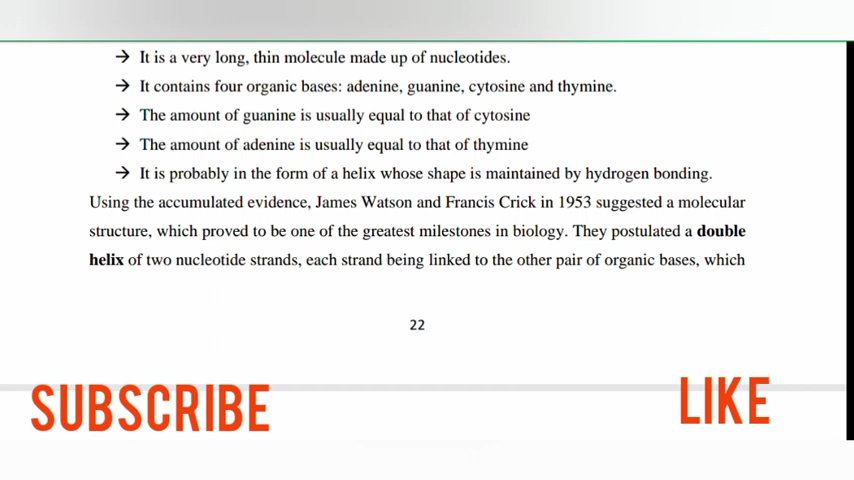 → It is a very long, thin molecule made up of nucleotides.
→ It contains four organic bases: adenine, guanine, cytosine and thymine.
→ The amount of guanine is usually equal to that of cytosine
→ The amount of adenine is usually equal to that of thymine
→ It is probably in the form of a helix whose shape is maintained by hydrogen bonding.
Using the accumulated evidence, James Watson and Francis Crick in 1953 suggested a molecular
structure, which proved to be one of the greatest milestones in biology. They postulated a double
helix of two nucleotide strands, each strand being linked to the other pair of organic bases, which
22
SUBSCRIBE
LIKE